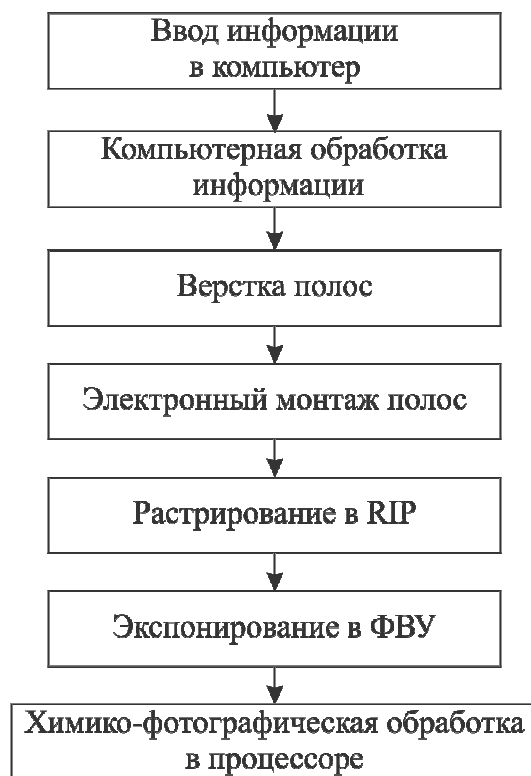 Ввод информации
в компьютер
Компьютерная обработка
информации
Верстка полос
Электронный монтаж полос
Растрирование в RIP
Экспонирование в ФВУ
Химико-фотографическая обработка
в процессоре